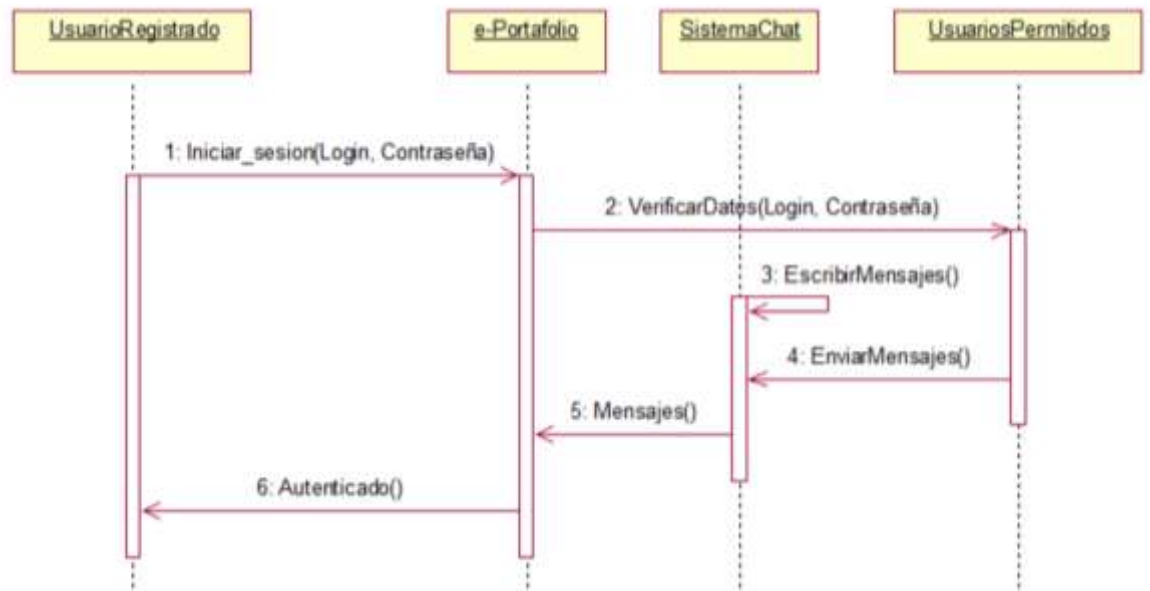 UsuarioRegistrado
e-Portafolio
SistemaChat
UsuariosPermitidos
1: Iniciar_sesion(Login, Contraseña)
2: VerificarDatos(Login, Contraseña)
3: EscribirMensajes()
4: EnviarMensajes()
5: Mensajes()
6: Autenticado()